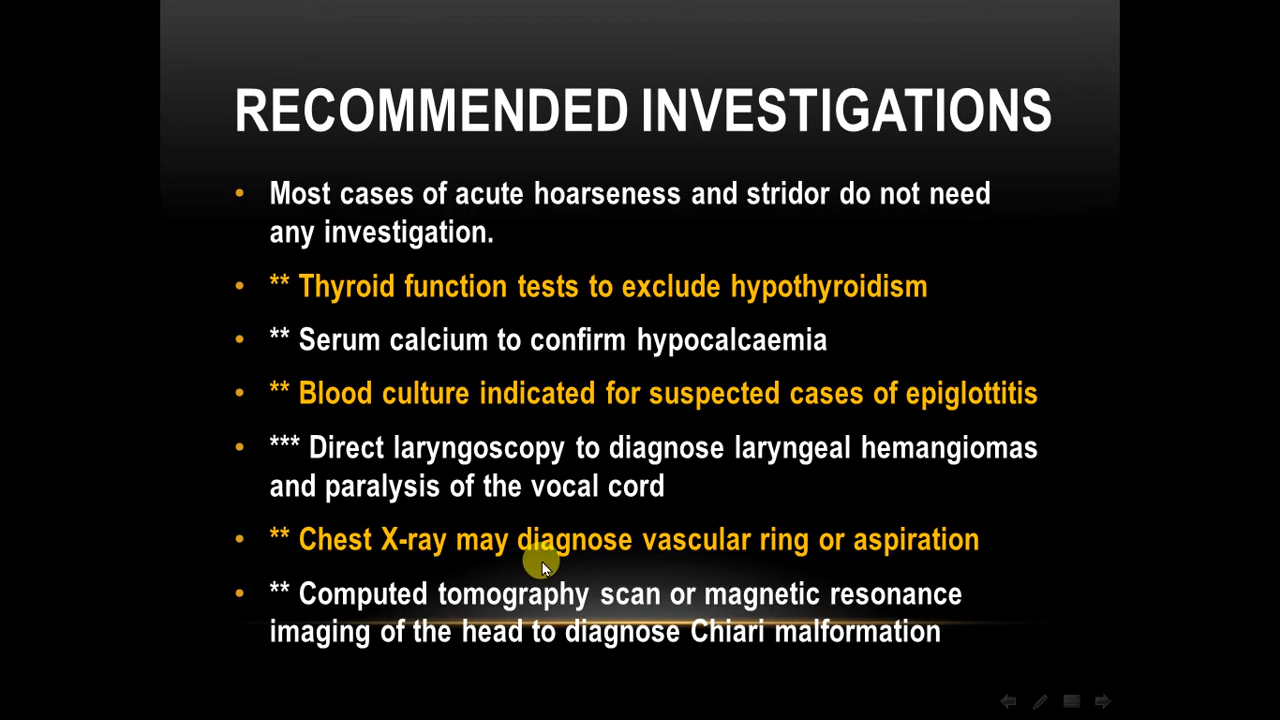 RECOMMENDED INVESTIGATIONS
• Most cases of acute hoarseness and stridor do not need
any investigation.
• ** Thyroid function tests to exclude hypothyroidism
• ** Serum calcium to confirm hypocalcaemia
• ** Blood culture indicated for suspected cases of epiglottitis
• *** Direct laryngoscopy to diagnose laryngeal hemangiomas
and paralysis of the vocal cord
• ** Chest X-ray may diagnose vascular ring or aspiration
• ** Computed tomography scan or magnetic resonance
imaging of the head to diagnose Chiari malformation